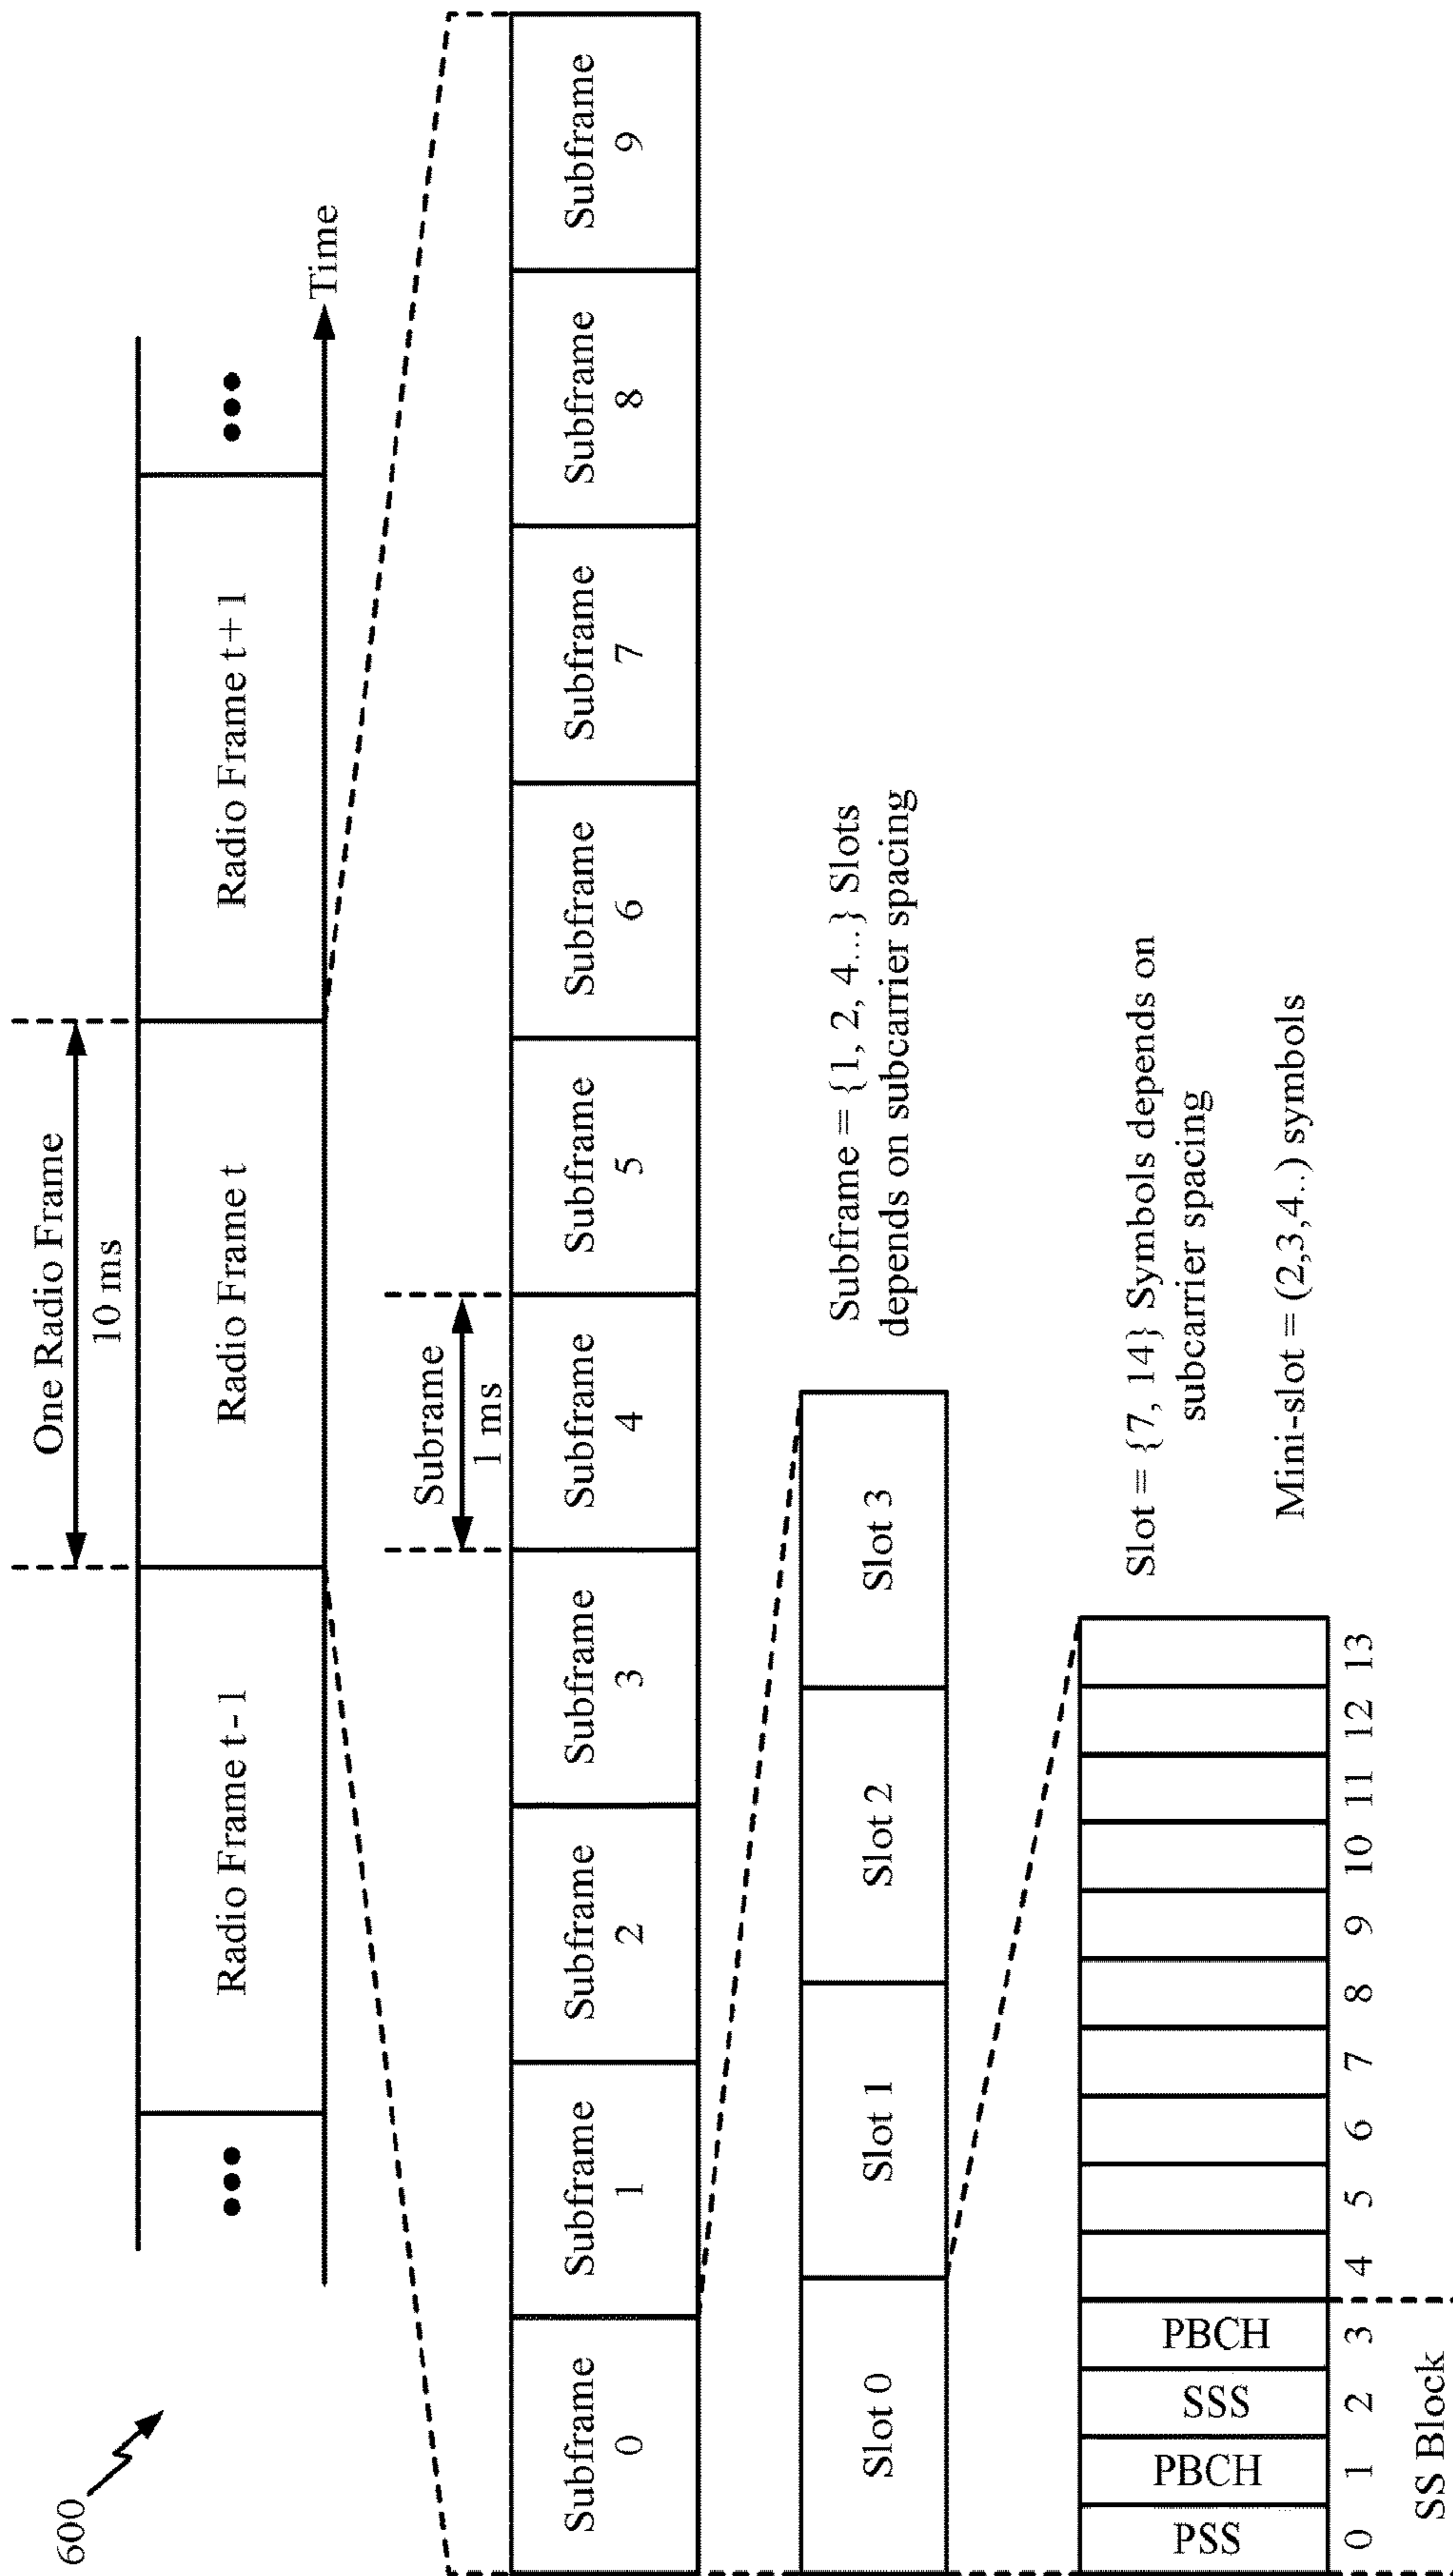 600
One Radio Frame
10 ms
••• Radio Frame t-1 Radio Frame t Radio Frame t+1 •••
Time
Subrame
1 ms
Subframe 0
Subframe 1
Subframe 2
Subframe 3
Subframe 4
Subframe 5
Subframe 6
Subframe 7
Subframe 8
Subframe 9
Slot 0 Slot 1 Slot 2 Slot 3
Subframe = {1, 2, 4...} Slots
depends on subcarrier spacing
PSS PBCH SSS PBCH
0 1 2 3 4 5 6 7 8 9 10 11 12 13
SS Block
Slot = {7, 14} Symbols depends on
subcarrier spacing
Mini-slot = (2,3,4..) symbols